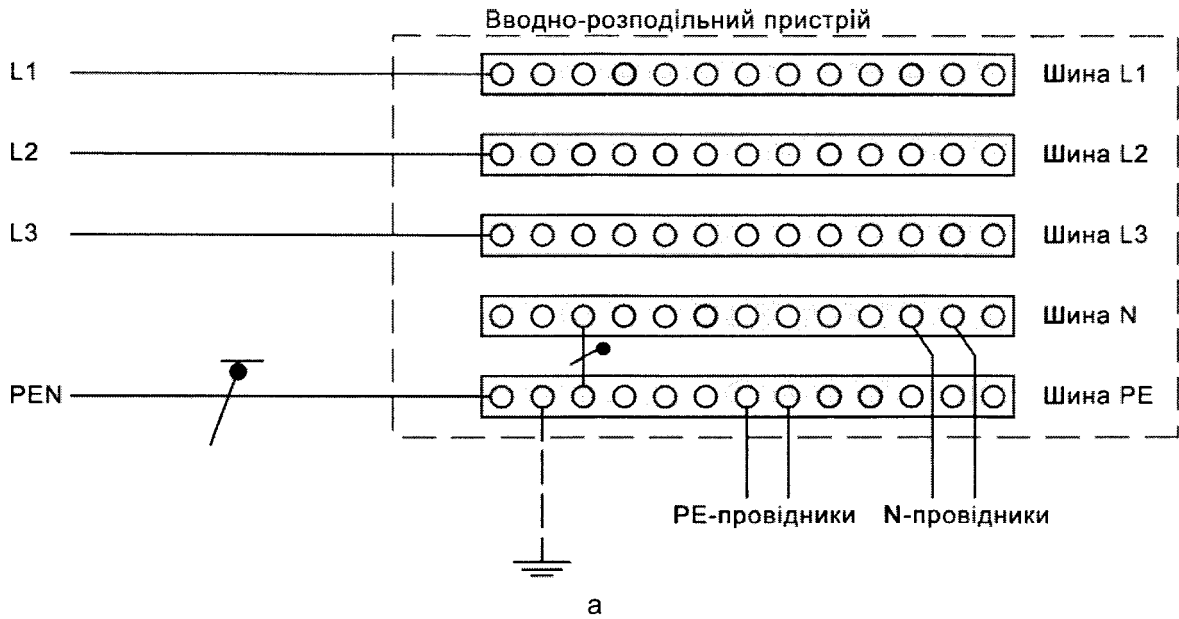 Вводно-розподільний пристрій
L1 Шина L1
L2 Шина L2
L3 Шина L3
Шина N
PEN Шина PE
PE-провідники N-провідники
а